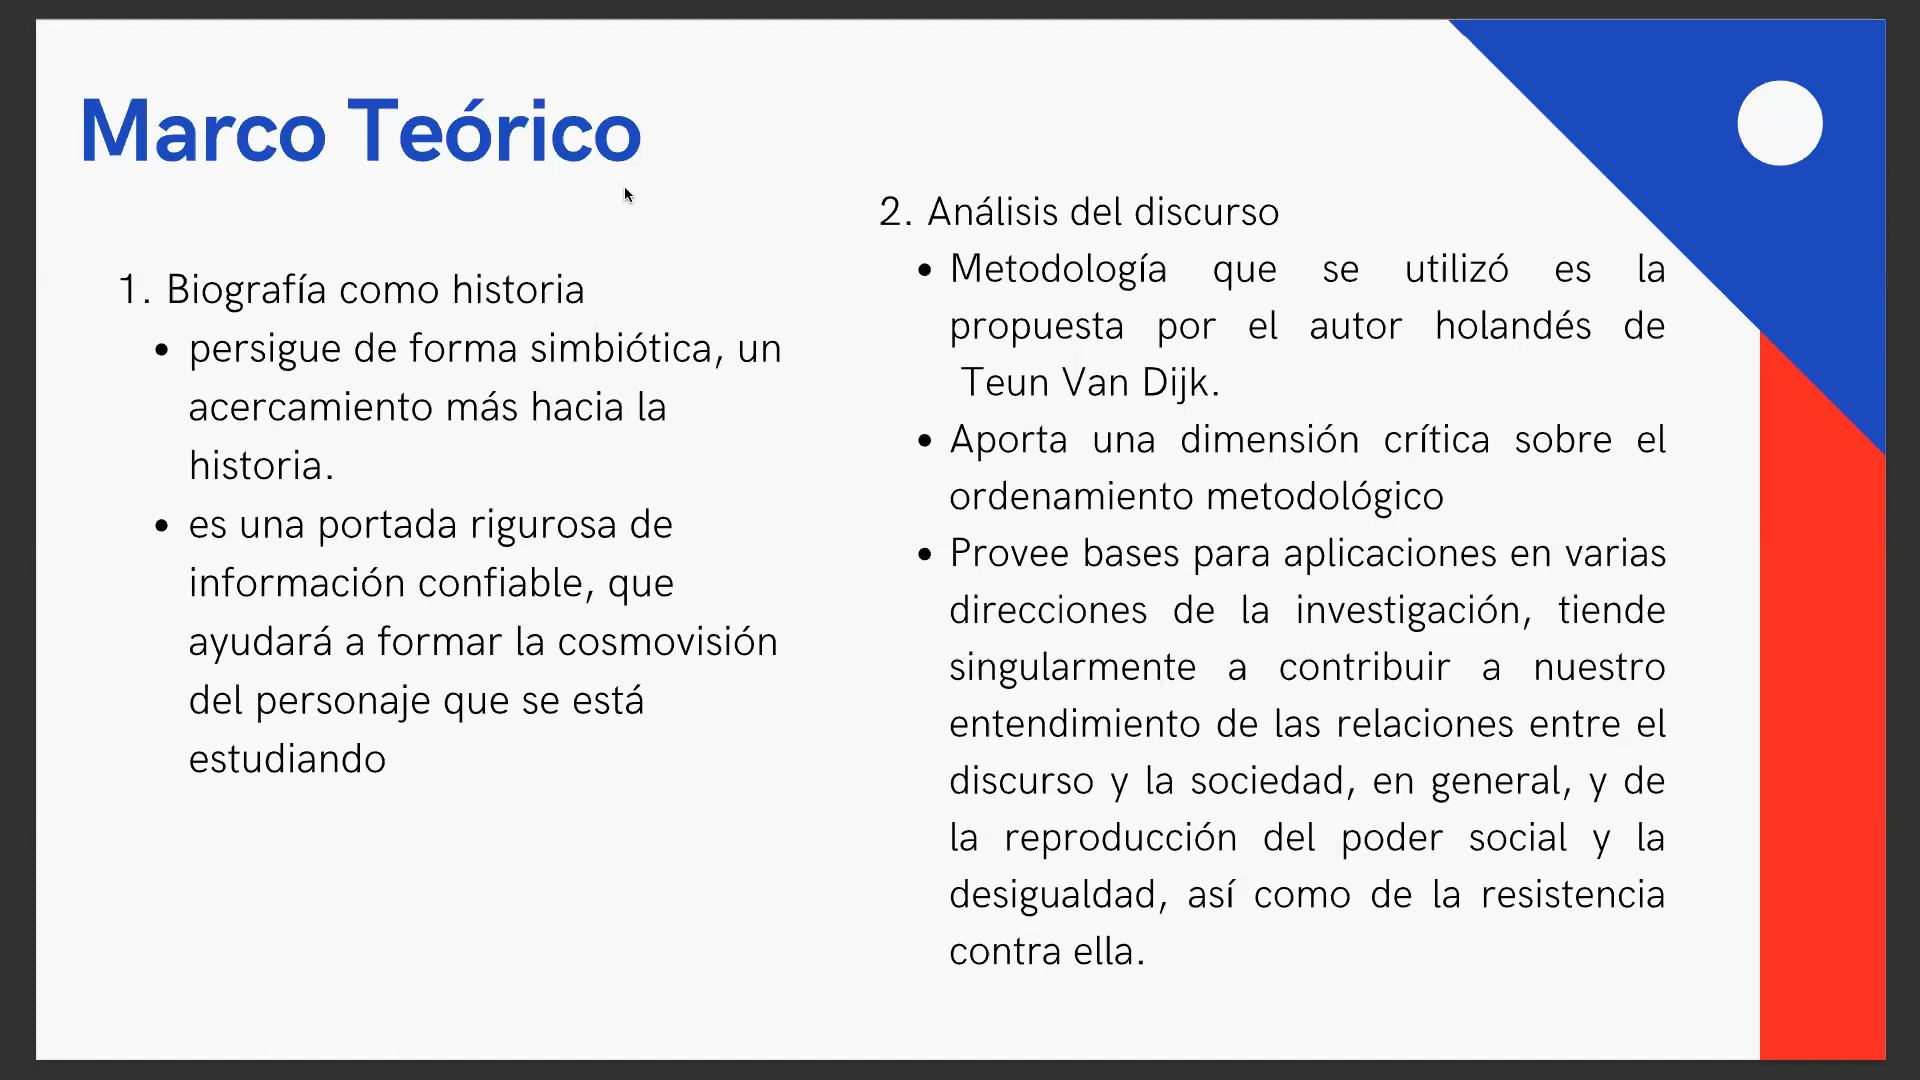 Marco Teórico
1. Biografía como historia
• persigue de forma simbiótica, un
acercamiento más hacia la
historia.
• es una portada rigurosa de
información confiable, que
ayudará a formar la cosmovisión
del personaje que se está
estudiando
2. Análisis del discurso
• Metodología que se utilizó es la
propuesta por el autor holandés de
Teun Van Dijk.
• Aporta una dimensión crítica sobre el
ordenamiento metodológico
• Provee bases para aplicaciones en varias
direcciones de la investigación, tiende
singularmente a contribuir a nuestro
entendimiento de las relaciones entre el
discurso y la sociedad, en general, y de
la reproducción del poder social y la
desigualdad, así como de la resistencia
contra ella.